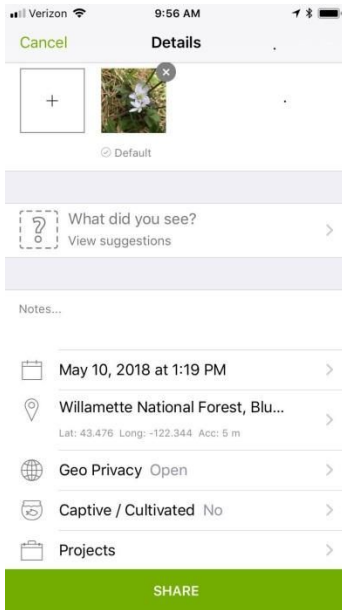 Verizon 9:56 AM
Cancel Details
+
Default
? What did you see?
View suggestions
Notes...
May 10, 2018 at 1:19 PM
Willamette National Forest, Blu...
Lat: 43.476 Long: -122.344 Acc: 5 m
Geo Privacy Open
Captive / Cultivated No
Projects
SHARE